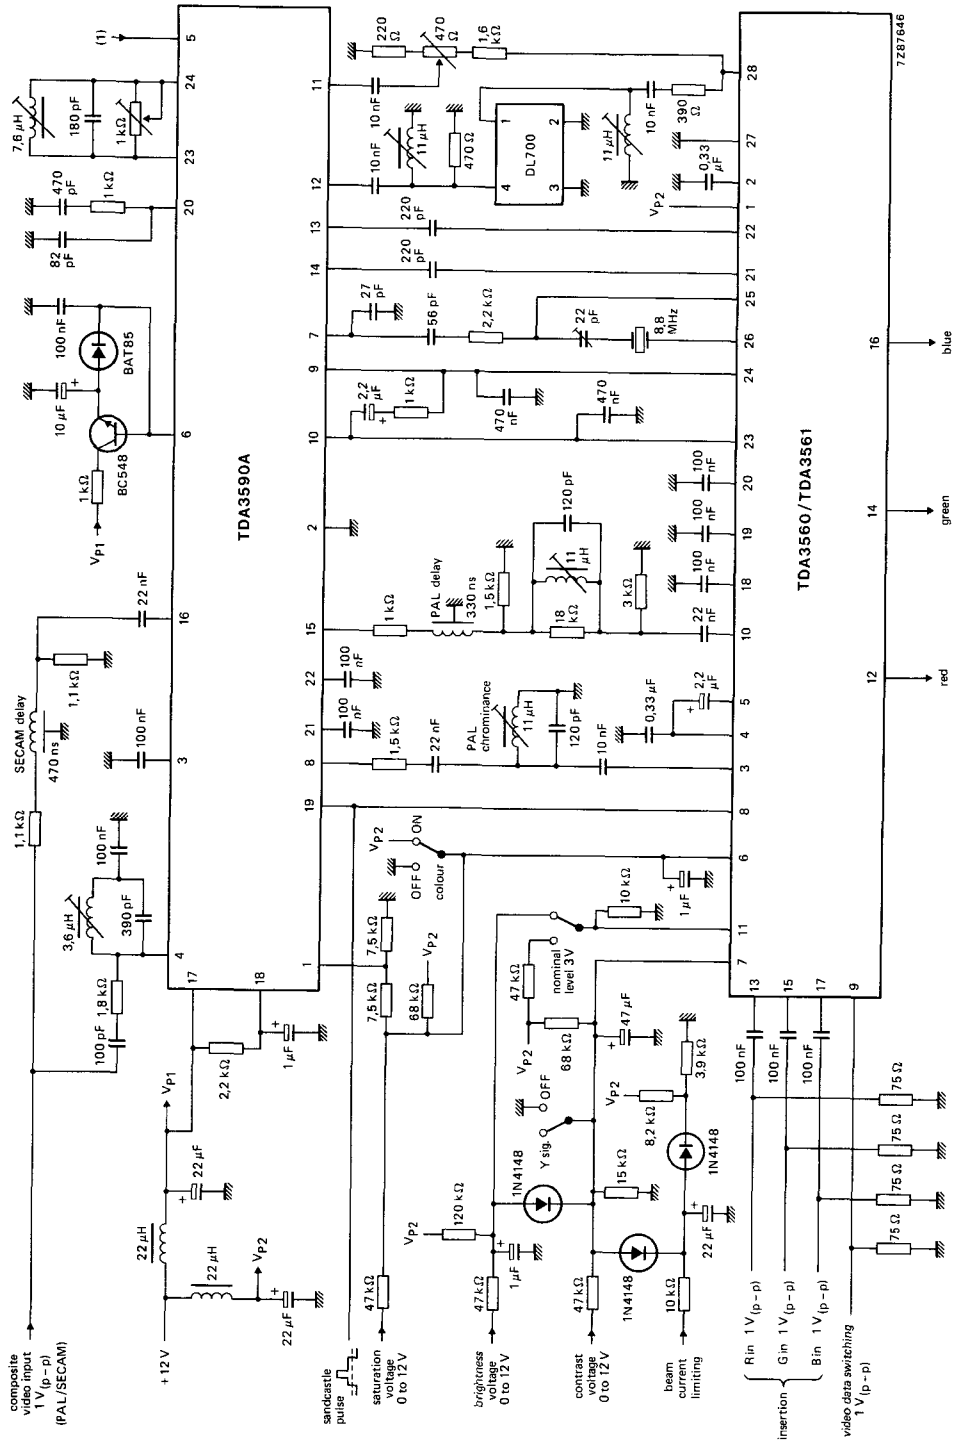 composite
video input
1 V(p – p)
(PAL/SECAM)
+12 V
22 µH
22 µF
VP1
22 µH
VP2
22 µF
100 pF
1,8 kΩ
3,6 µH
390 pF
100 nF
1,1 kΩ
SECAM delay
470 ns
1,1 kΩ
22 nF
100 nF
VP1
1 kΩ
BC548
10 µF
BAT85
100 nF
82
pF
470
pF
1 kΩ
7,6 µH
180 pF
1 kΩ
(1)
4
3
16
6
20
23
24
5
17
18
2,2 kΩ
1 µF
TDA3590A
1
19
8
21
22
15
2
10
9
7
14
13
12
11
sandcastle
pulse
saturation
voltage
0 to 12 V
47 kΩ
7,5 kΩ
7,5 kΩ
68 kΩ
VP2
VP2
OFF
ON
colour
1,5 kΩ
100
nF
100
nF
22 nF
PAL
chrominance
11 µH
120 pF
10 nF
1 kΩ
PAL delay
330 ns
1,5 kΩ
18
kΩ
11
µH
120 pF
3 kΩ
22
nF
2,2
µF
1 kΩ
470
nF
470
nF
27
pF
56 pF
2,2 kΩ
22
pF
8,8
MHz
220
pF
220
pF
10 nF
11 µH
470 Ω
10 nF
220
Ω
470
Ω
1,6
kΩ
DL700
4
1
3
2
11 µH
10 nF
390
Ω
0,33
µF
VP2
brightness
voltage
0 to 12 V
47 kΩ
120 kΩ
VP2
1 µF
1N4148
Y sig.
OFF
47 kΩ
VP2
68 kΩ
nominal
level 3 V
10 kΩ
1 µF
contrast
voltage
0 to 12 V
47 kΩ
15 kΩ
47 µF
1N4148
beam
current
limiting
10 kΩ
22 µF
1N4148
8,2 kΩ
VP2
3,9 kΩ
0,33 µF
2,2
µF
100
nF
100
nF
100
nF
7
11
6
8
3
4
5
10
18
19
20
23
24
26
25
21
22
1
2
27
28
TDA3560/TDA3561
13
15
17
9
12
14
16
red
green
blue
insertion
R in 1 V(p – p)
G in 1 V(p – p)
B in 1 V(p – p)
video data switching
1 V(p – p)
100 nF
100 nF
100 nF
75 Ω
75 Ω
75 Ω
75 Ω
7Z87646